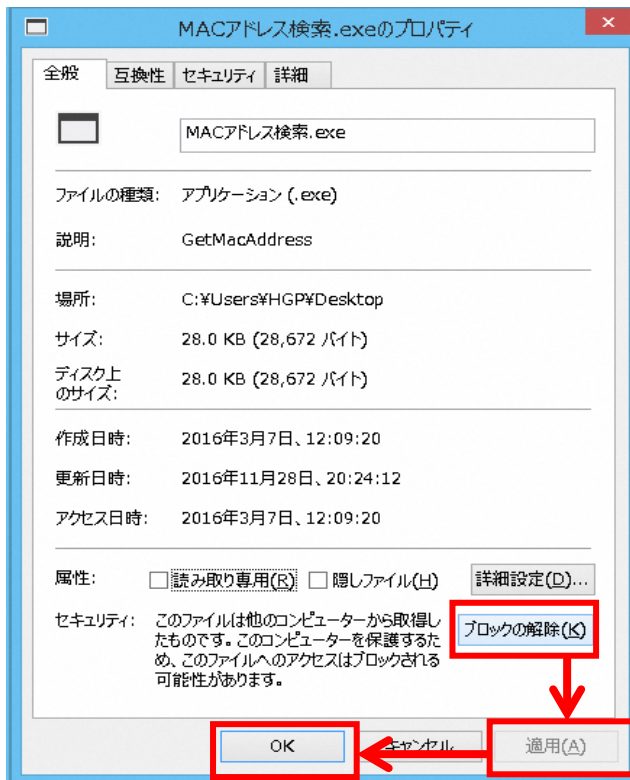 MACアドレス検索.exeのプロパティ
×
全般 互換性 セキュリティ 詳細
MACアドレス検索.exe
ファイルの種類: アプリケーション (.exe)
説明: GetMacAddress
場所: C:¥Users¥HGP¥Desktop
サイズ: 28.0 KB (28,672 バイト)
ディスク上
のサイズ: 28.0 KB (28,672 バイト)
作成日時: 2016年3月7日、12:09:20
更新日時: 2016年11月28日、20:24:12
アクセス日時: 2016年3月7日、12:09:20
属性: 読み取り専用(R) 隠しファイル(H) 詳細設定(D)...
セキュリティ: このファイルは他のコンピューターから取得し
たものです。このコンピューターを保護するた
め、このファイルへのアクセスはブロックされる
可能性があります。
ブロックの解除(K)
OK キャンセル 適用(A)